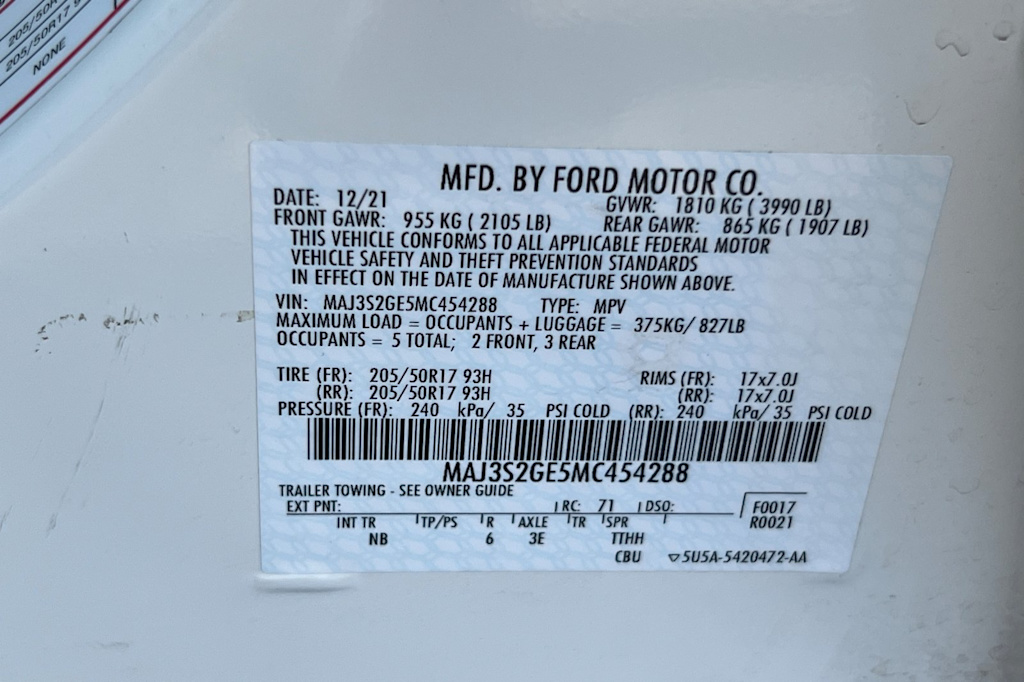 205/50R
205/50R17 93
NONE
MFD. BY FORD MOTOR CO.
DATE: 12/21 GVWR: 1810 KG ( 3990 LB)
FRONT GAWR: 955 KG ( 2105 LB) REAR GAWR: 865 KG ( 1907 LB)
THIS VEHICLE CONFORMS TO ALL APPLICABLE FEDERAL MOTOR
VEHICLE SAFETY AND THEFT PREVENTION STANDARDS
IN EFFECT ON THE DATE OF MANUFACTURE SHOWN ABOVE.
VIN: MAJ3S2GE5MC454288 TYPE: MPV
MAXIMUM LOAD = OCCUPANTS + LUGGAGE = 375KG/ 827LB
OCCUPANTS = 5 TOTAL; 2 FRONT, 3 REAR
TIRE (FR): 205/50R17 93H RIMS (FR): 17x7.0J
(RR): 205/50R17 93H (RR): 17x7.0J
PRESSURE (FR): 240 kPa/ 35 PSI COLD (RR): 240 kPa/ 35 PSI COLD
MAJ3S2GE5MC454288
TRAILER TOWING - SEE OWNER GUIDE
EXT PNT: RC: 71 DSO: F0017
INT TR TP/PS R AXLE TR SPR R0021
NB 6 3E TTHH
CBU ▽5U5A-5420472-AA